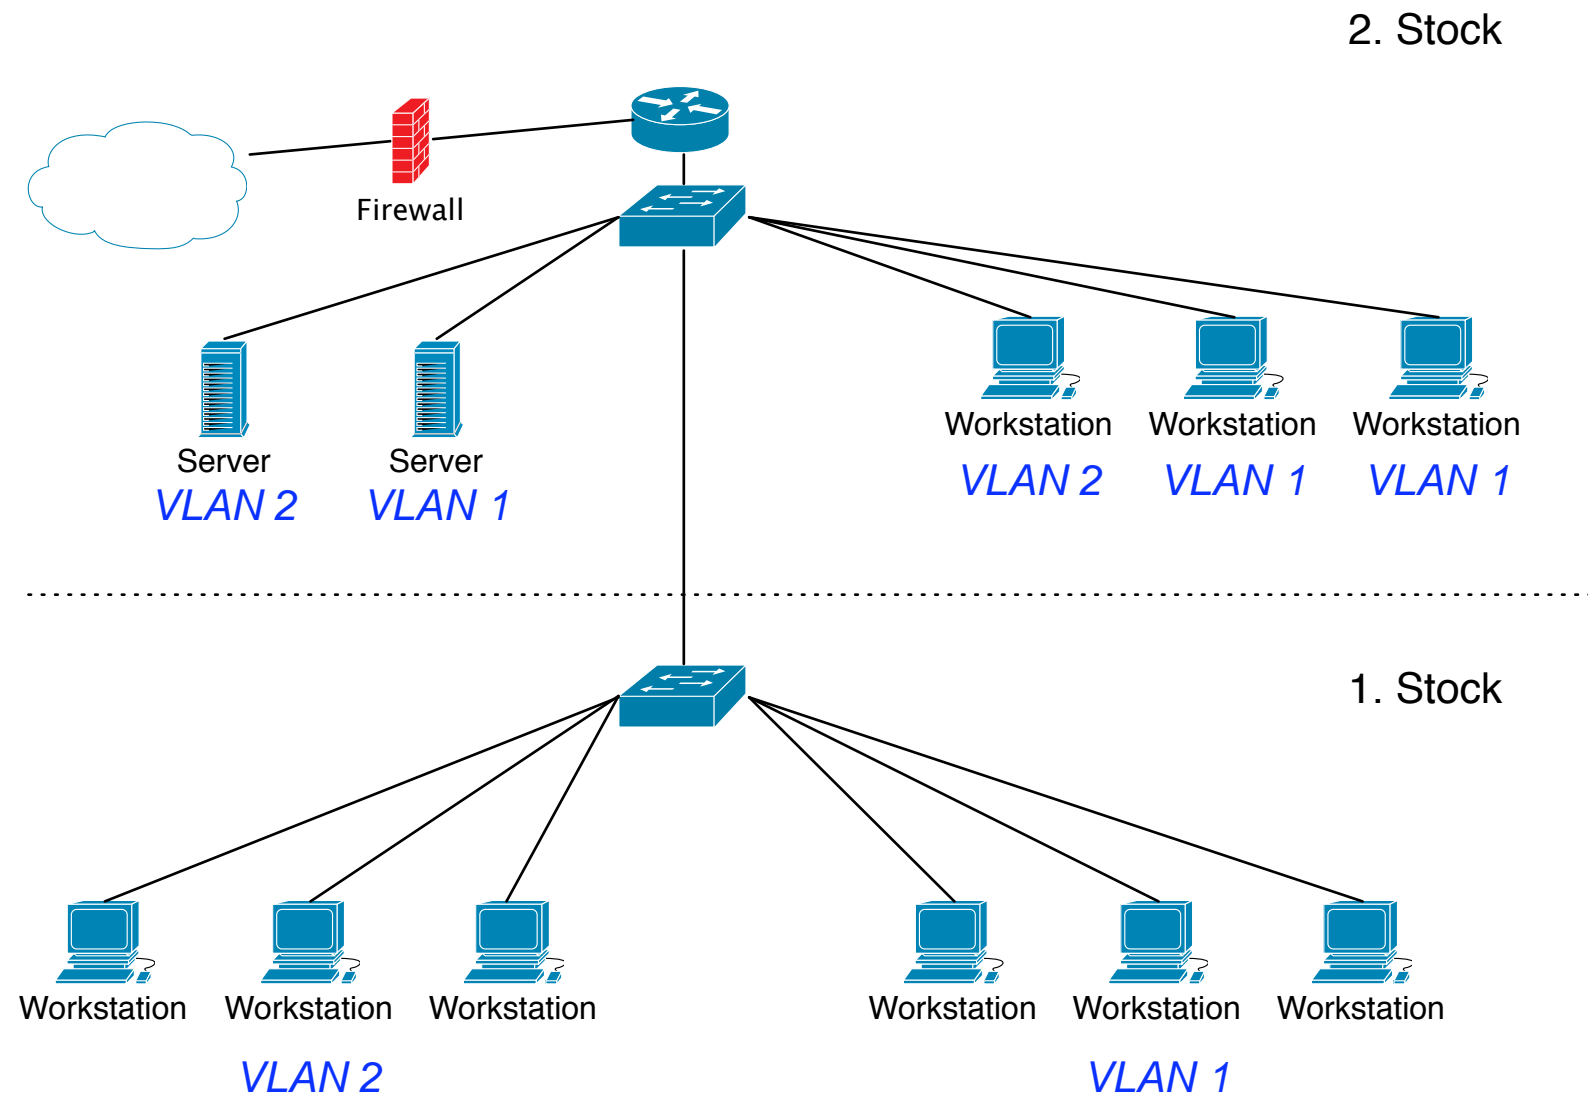 2. Stock
Firewall
Workstation Workstation Workstation
VLAN 2 VLAN 1 VLAN 1
Server Server
VLAN 2 VLAN 1
1. Stock
Workstation Workstation Workstation Workstation Workstation Workstation
VLAN 2 VLAN 1